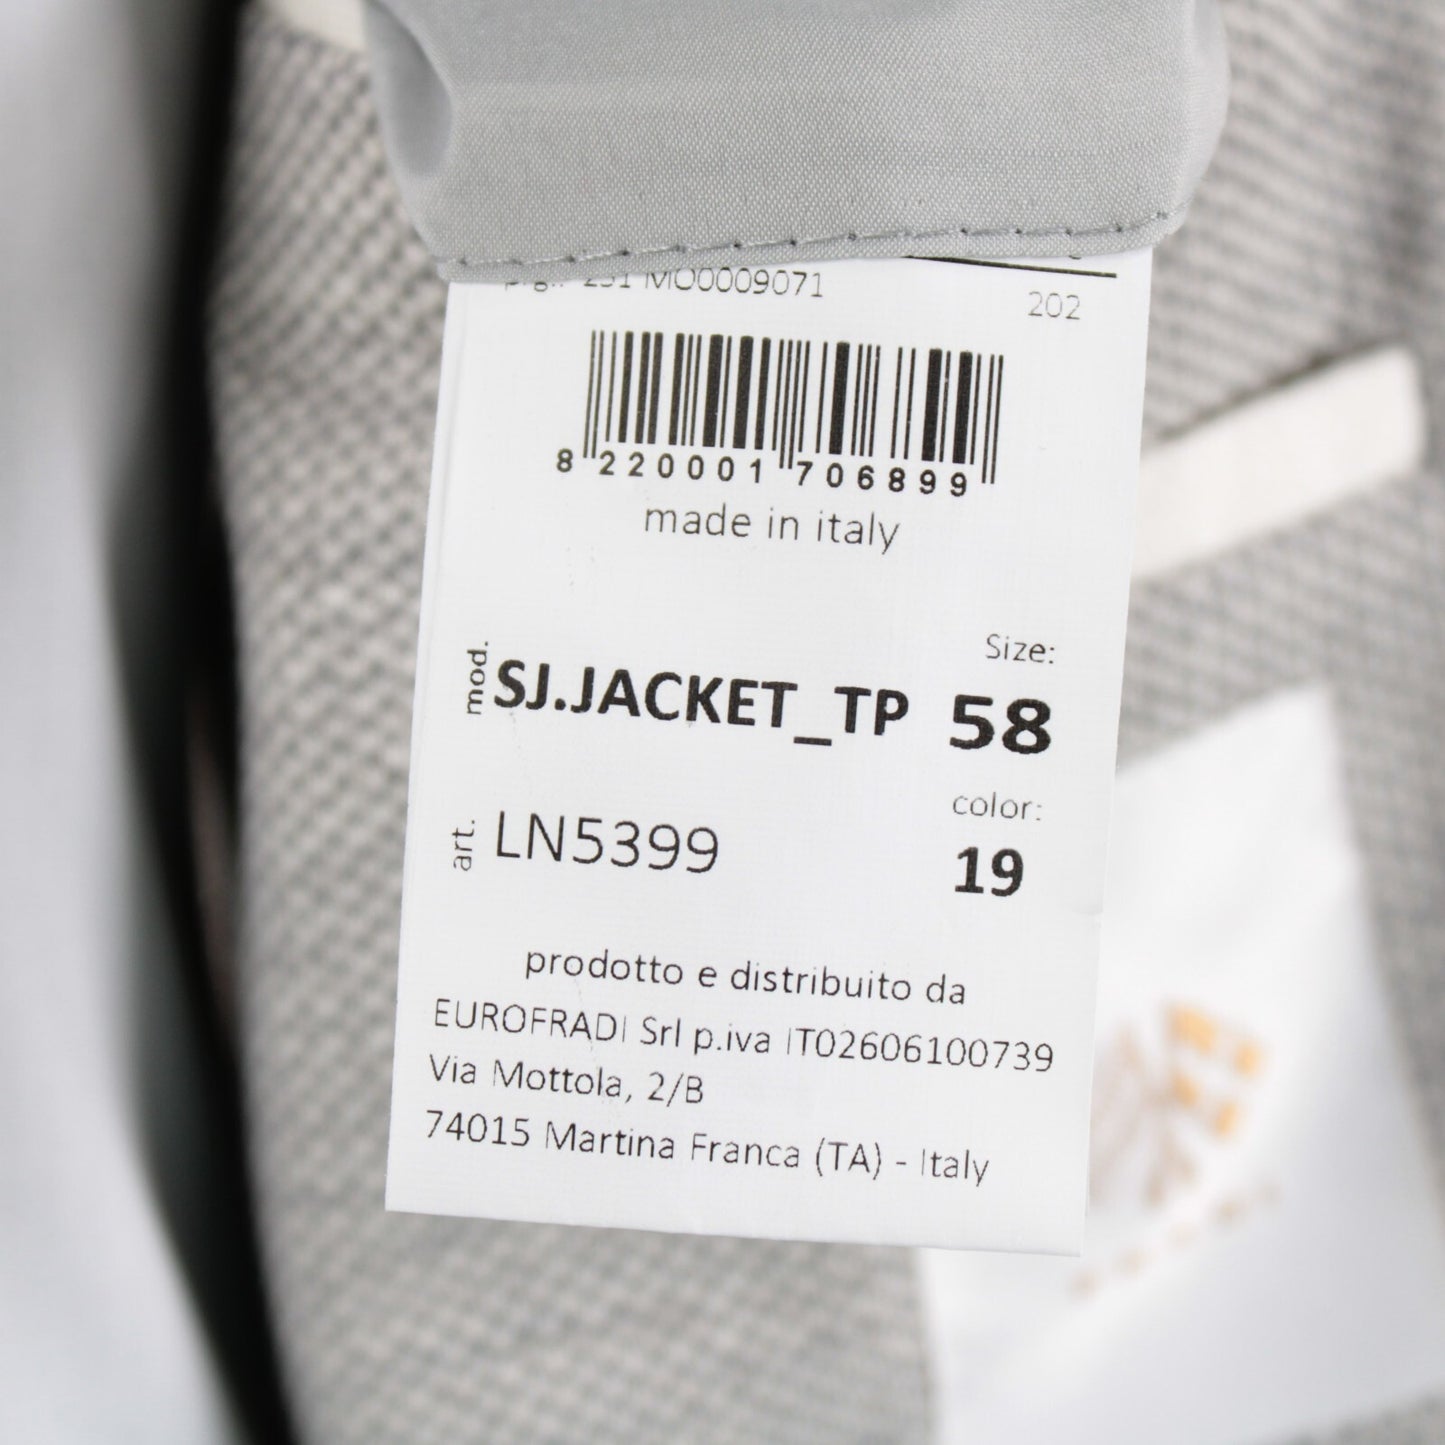 MO0009071
202
8 220001 706899
made in italy
Size:
mod. SJ.JACKET_TP 58
color:
art. LN5399 19
prodotto e distribuito da
EUROFRADI Srl p.iva IT02606100739
Via Mottola, 2/B
74015 Martina Franca (TA) - Italy